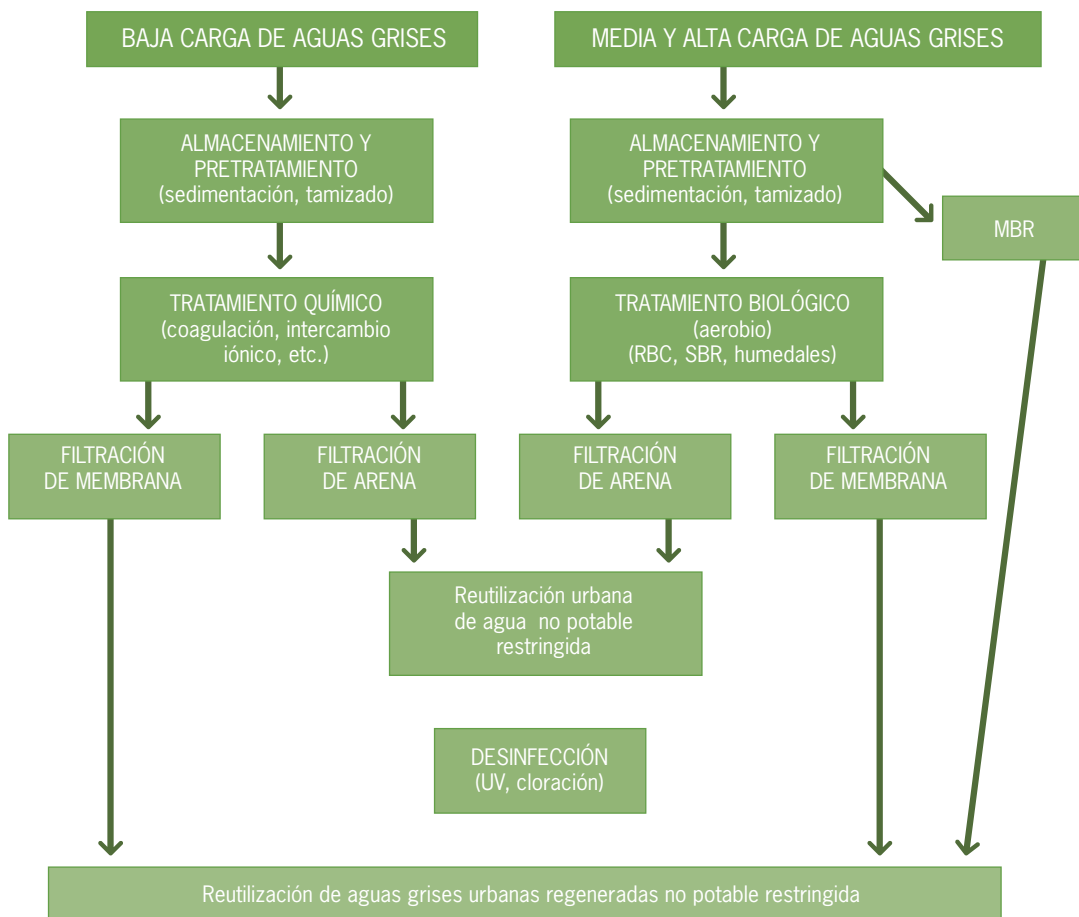 BAJA CARGA DE AGUAS GRISES
MEDIA Y ALTA CARGA DE AGUAS GRISES
ALMACENAMIENTO Y
PRETRATAMIENTO
(sedimentación, tamizado)
ALMACENAMIENTO Y
PRETRATAMIENTO
(sedimentación, tamizado)
MBR
TRATAMIENTO QUÍMICO
(coagulación, intercambio
iónico, etc.)
TRATAMIENTO BIOLÓGICO
(aerobio)
(RBC, SBR, humedales)
FILTRACIÓN
DE MEMBRANA
FILTRACIÓN
DE ARENA
FILTRACIÓN
DE ARENA
FILTRACIÓN
DE MEMBRANA
Reutilización urbana
de agua no potable
restringida
DESINFECCIÓN
(UV, cloración)
Reutilización de aguas grises urbanas regeneradas no potable restringida